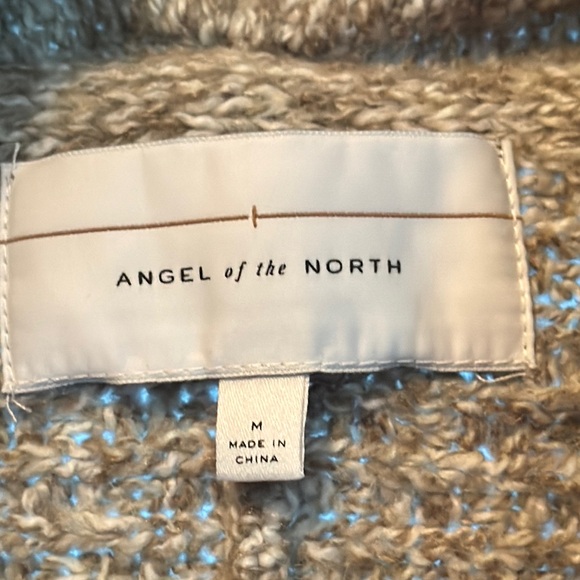 ANGEL of the NORTH
M
MADE IN
CHINA